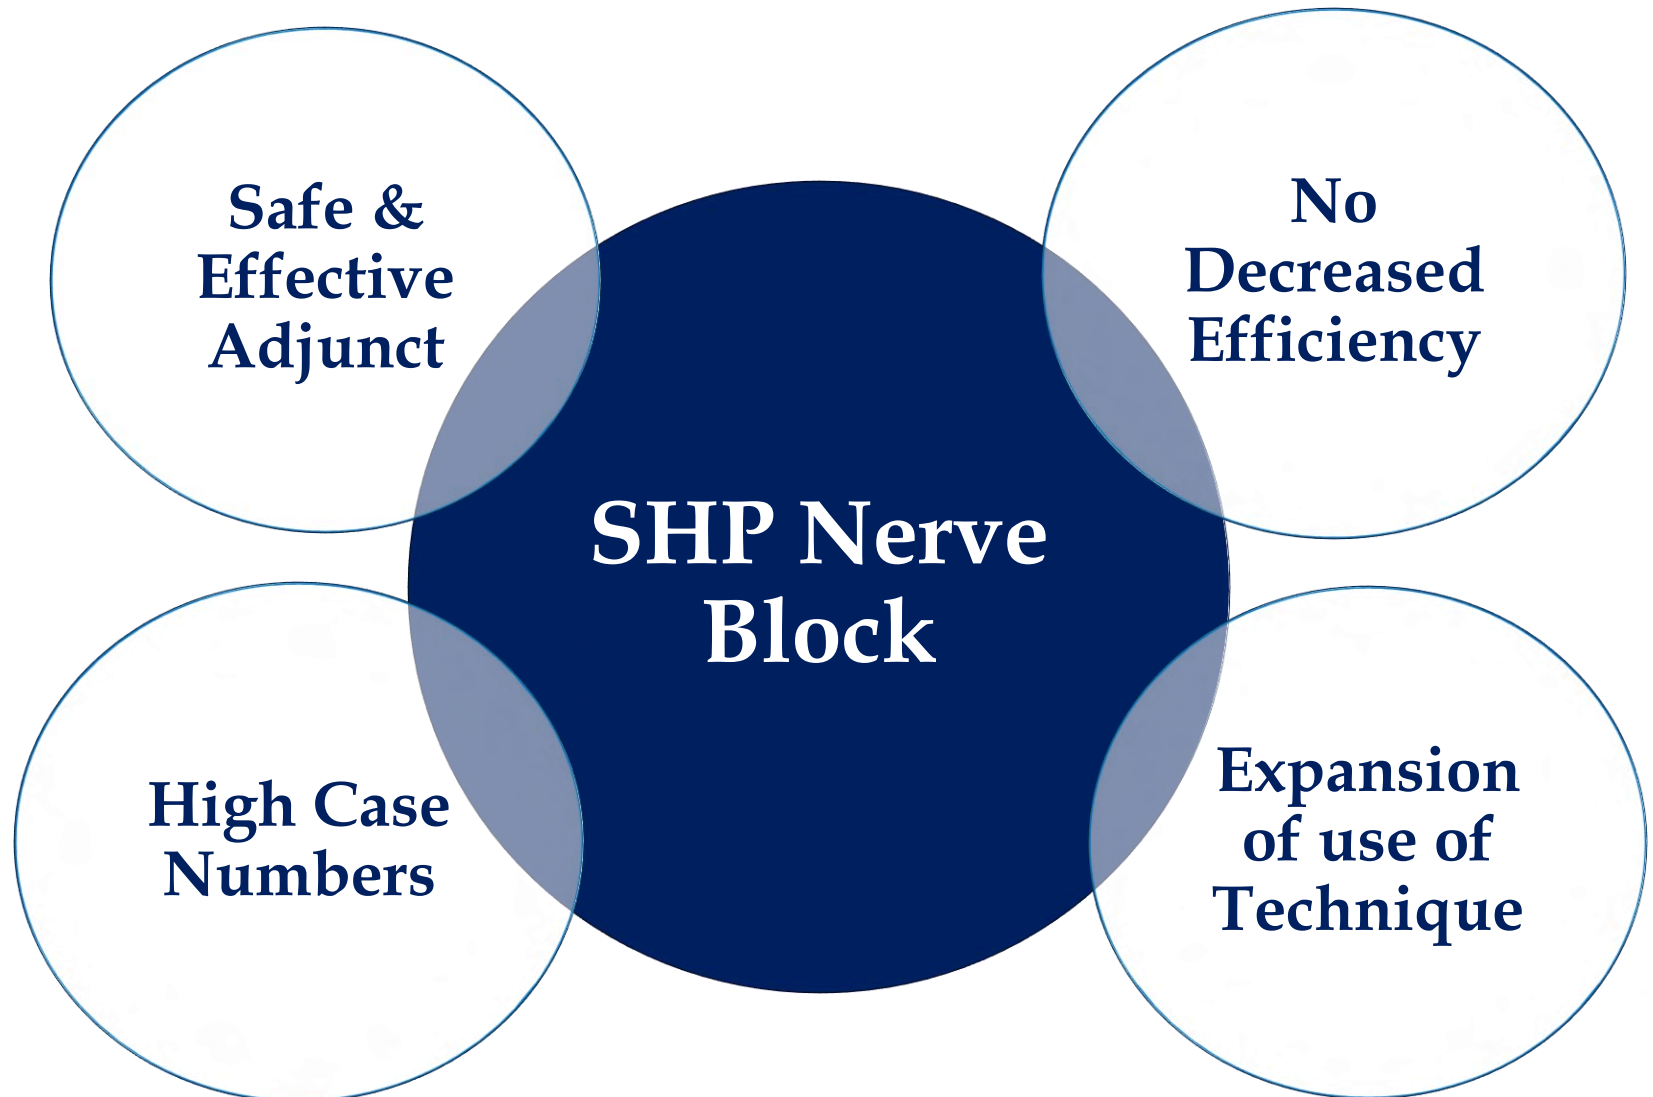 Safe &
Effective
Adjunct
No
Decreased
Efficiency
SHP Nerve
Block
High Case
Numbers
Expansion
of use of
Technique